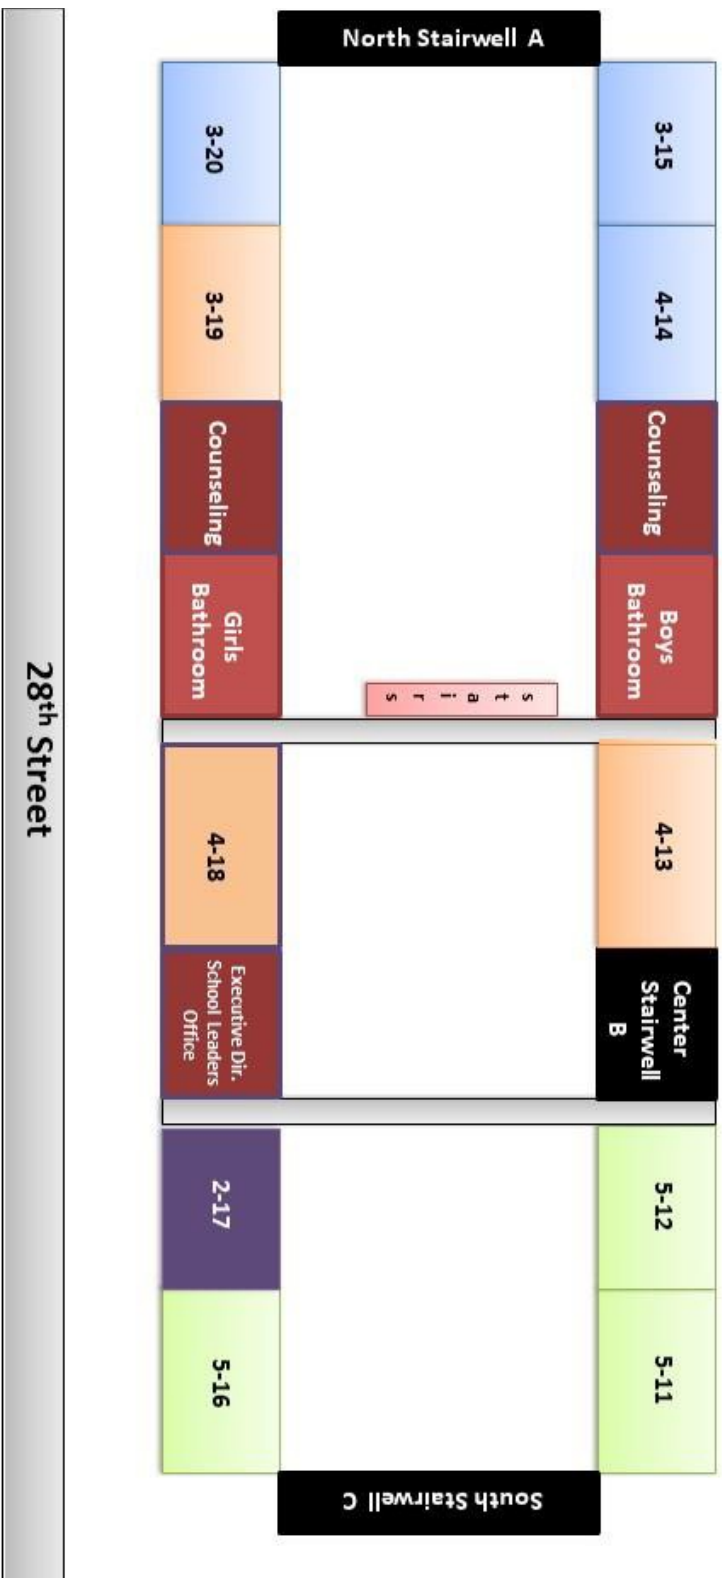 North Stairwell A
3-20
3-15
3-19
4-14
Counseling
Counseling
Girls
Bathroom
Boys
Bathroom
stairs
28th Street
4-18
4-13
Executive Dir.
School Leaders
Office
Center
Stairwell
B
2-17
5-12
5-16
5-11
South Stairwell C